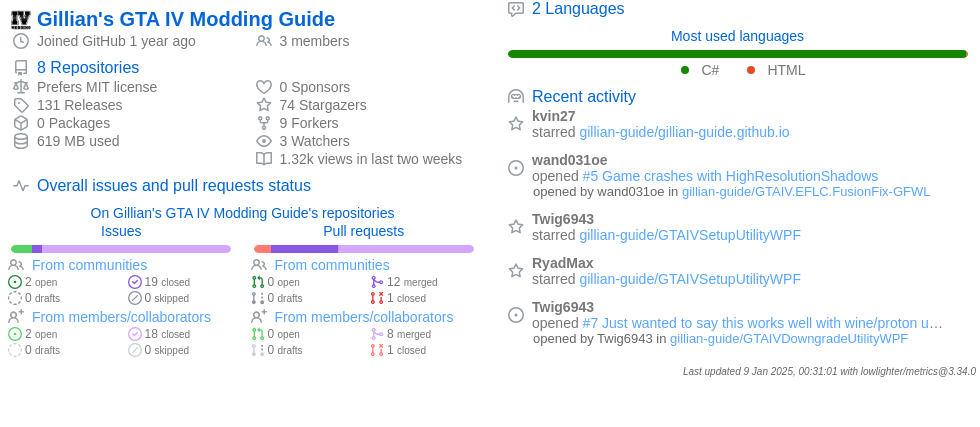 IV
Gillian's GTA IV Modding Guide
Joined GitHub 1 year ago
3 members
8 Repositories
Prefers MIT license
0 Sponsors
131 Releases
74 Stargazers
0 Packages
9 Forkers
619 MB used
3 Watchers
1.32k views in last two weeks
Overall issues and pull requests status
On Gillian's GTA IV Modding Guide's repositories
Issues
From communities
2 open
19 closed
0 drafts
0 skipped
From members/collaborators
2 open
18 closed
0 drafts
0 skipped
Pull requests
From communities
0 open
12 merged
0 drafts
1 closed
From members/collaborators
0 open
8 merged
0 drafts
1 closed
2 Languages
Most used languages
C#
HTML
Recent activity
kvin27
starred gillian-guide/gillian-guide.github.io
wand031oe
opened #5 Game crashes with HighResolutionShadows
opened by wand031oe in gillian-guide/GTAIV.EFLC.FusionFix-GFWL
Twig6943
starred gillian-guide/GTAIVSetupUtilityWPF
RyadMax
starred gillian-guide/GTAIVSetupUtilityWPF
Twig6943
opened #7 Just wanted to say this works well with wine/proton u…
opened by Twig6943 in gillian-guide/GTAIVDowngradeUtilityWPF
Last updated 9 Jan 2025, 00:31:01 with lowlighter/metrics@3.34.0